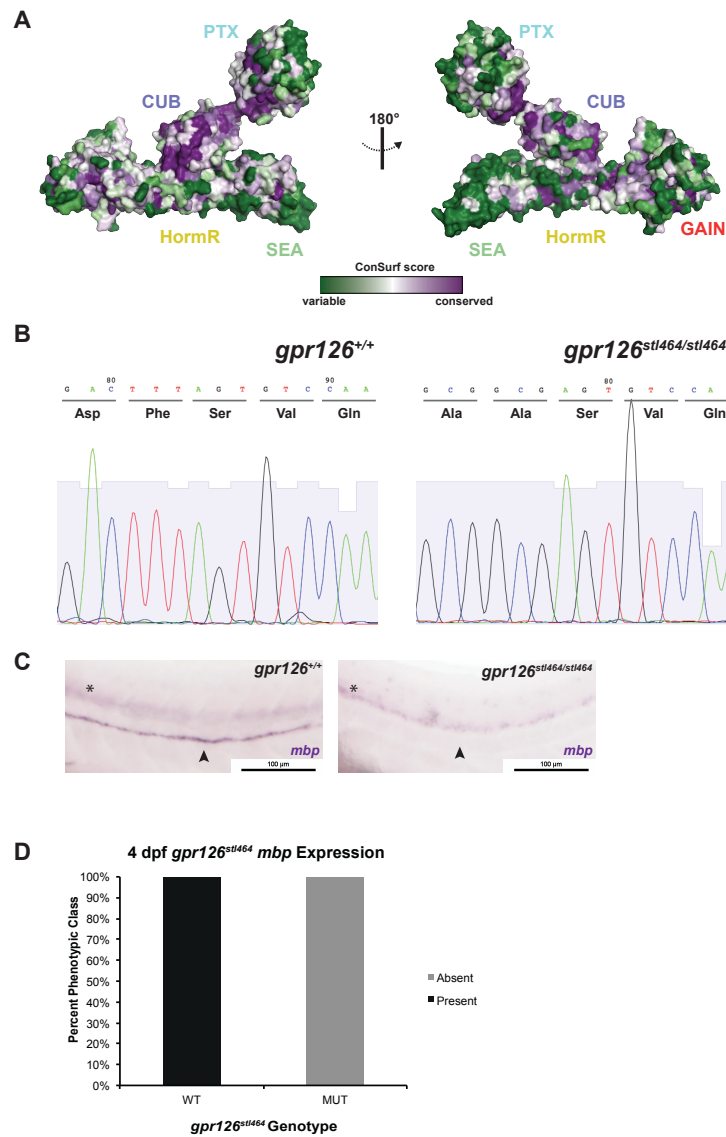 A
PTX
PTX
CUB
180°
CUB
HormR
SEA
SEA
HormR
GAIN
ConSurf score
variable
conserved
B
gpr126+/+
gpr126stl464/stl464
80
90
G A C T T T A G T G T C C A A
Asp Phe Ser Val Gln
80
G C G G C G A G T G T C C A
Ala Ala Ser Val Gln
C
gpr126+/+
*
mbp
100 µm
gpr126stl464/stl464
*
mbp
100 µm
D
4 dpf gpr126stl464 mbp Expression
Percent Phenotypic Class
100%
90%
80%
70%
60%
50%
40%
30%
20%
10%
0%
WT
MUT
Absent
Present
gpr126stl464 Genotype